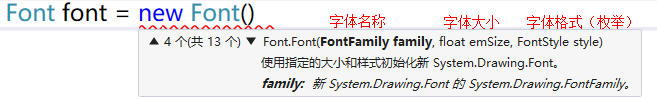 Font font = new Font() 字体名称 字体大小 字体格式（枚举）
▲ 4 个(共 13 个) ▼ Font.Font(FontFamily family, float emSize, FontStyle style)
使用指定的大小和样式初始化新 System.Drawing.Font。
family: 新 System.Drawing.Font 的 System.Drawing.FontFamily。